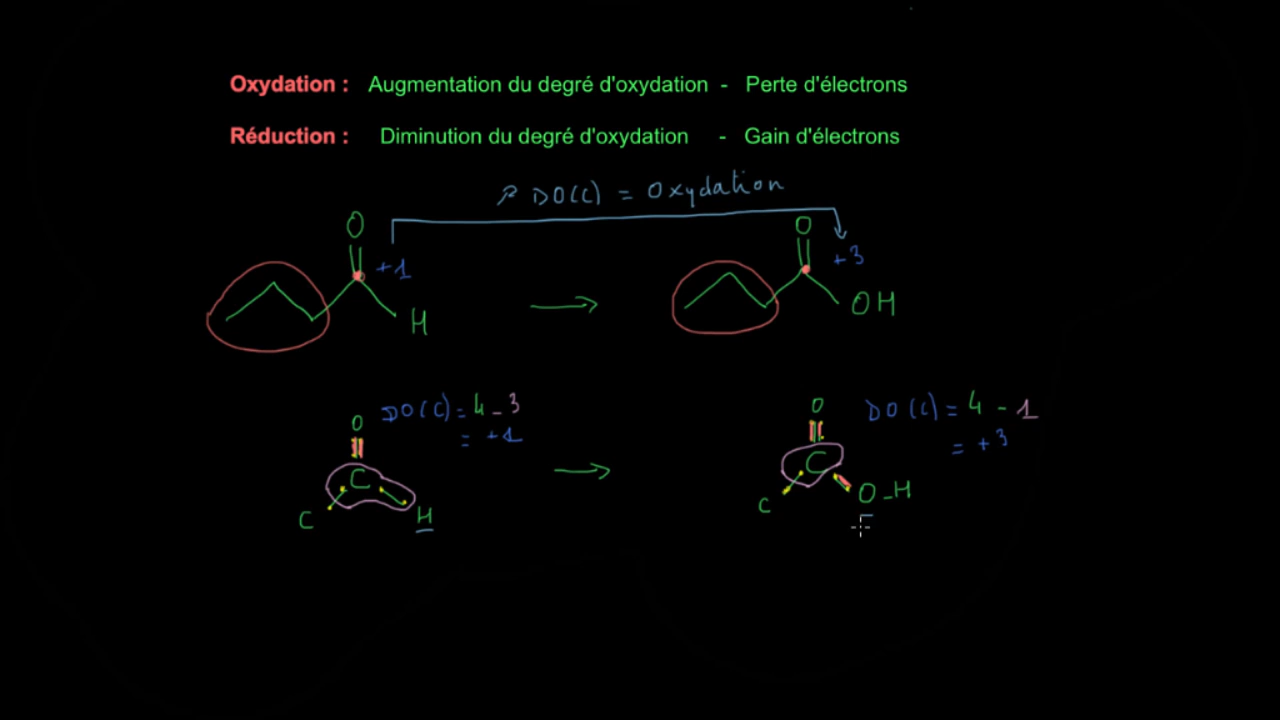 Oxydation : Augmentation du degré d'oxydation - Perte d'électrons
Réduction : Diminution du degré d'oxydation - Gain d'électrons
↗ DO(C) = Oxydation
O O
+1 +3
H OH
O DO(C) = 4 - 3 O DO(C) = 4 - 1
= +1 = +3
C C
C H C O-H